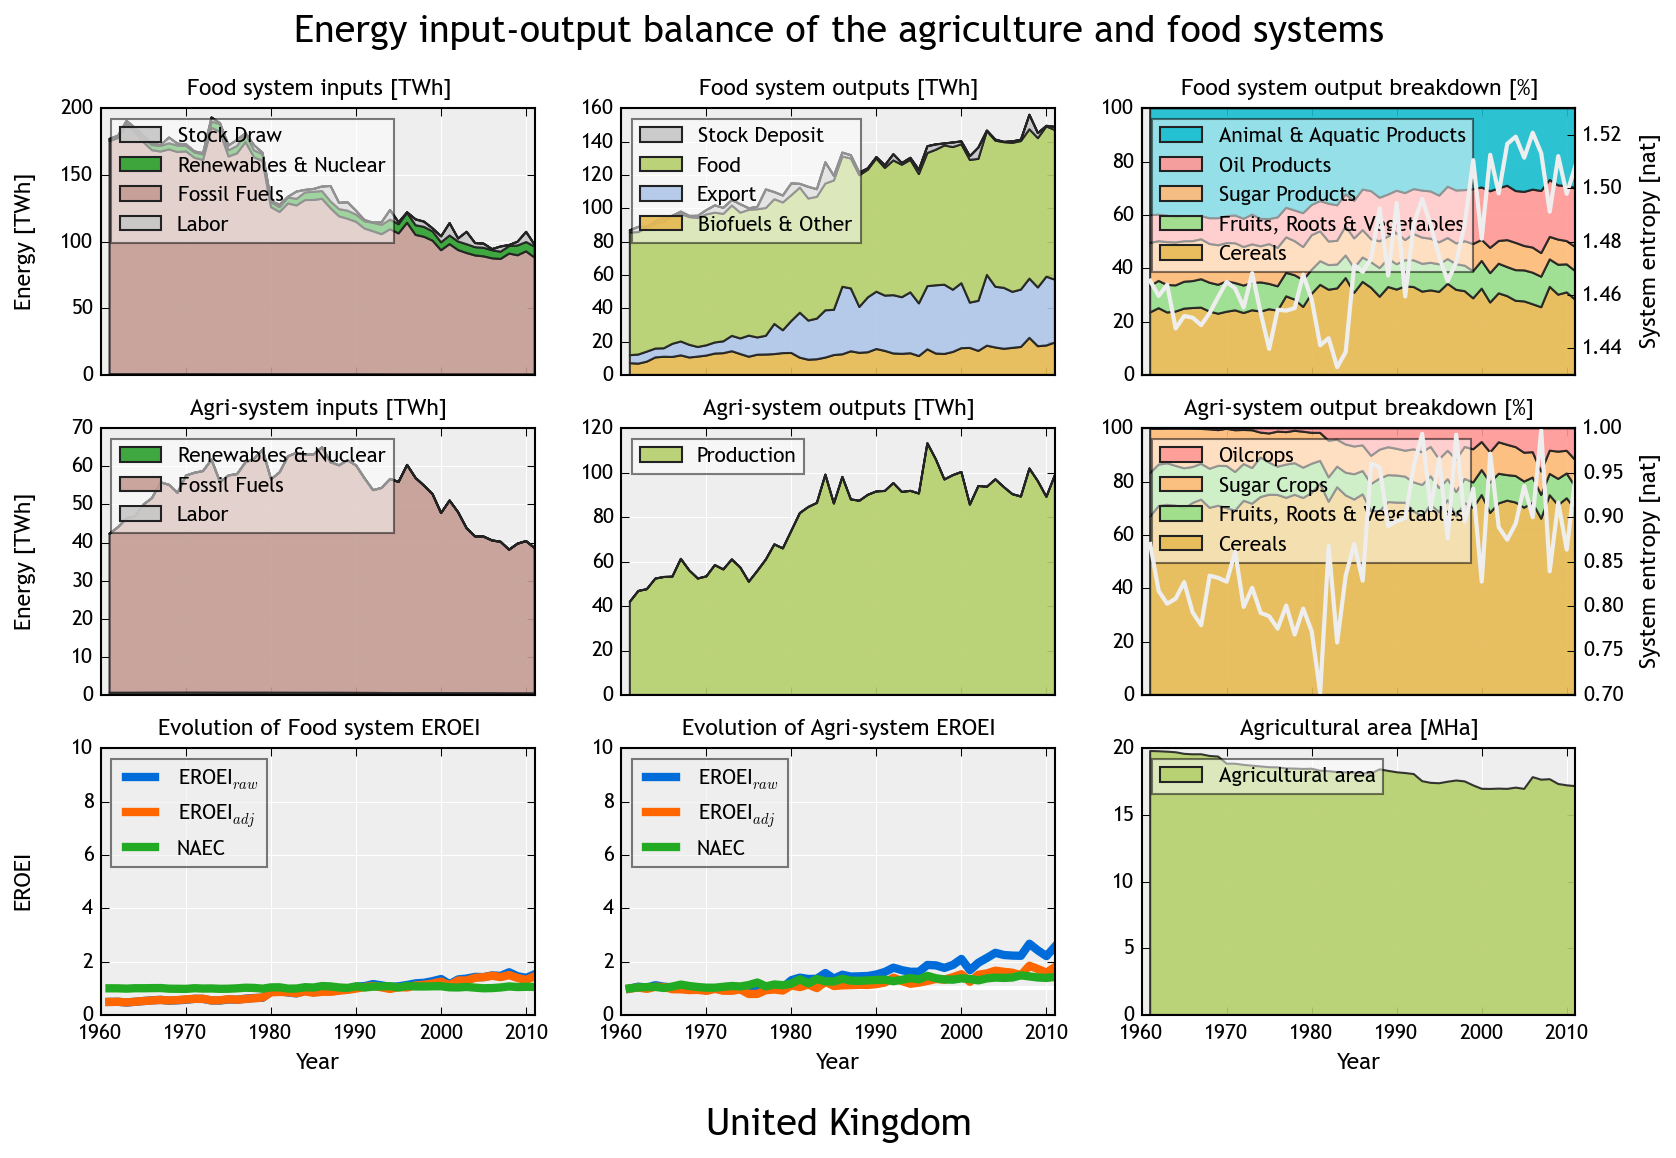 Energy input-output balance of the agriculture and food systems
Food system inputs [TWh]
Energy [TWh]
200
150
100
50
0
Stock Draw
Renewables & Nuclear
Fossil Fuels
Labor
Food system outputs [TWh]
160
140
120
100
80
60
40
20
0
Stock Deposit
Food
Export
Biofuels & Other
Food system output breakdown [%]
100
80
60
40
20
0
Animal & Aquatic Products
Oil Products
Sugar Products
Fruits, Roots & Vegetables
Cereals
1.52
1.50
1.48
1.46
1.44
System entropy [nat]
Agri-system inputs [TWh]
Energy [TWh]
70
60
50
40
30
20
10
0
Renewables & Nuclear
Fossil Fuels
Labor
Agri-system outputs [TWh]
120
100
80
60
40
20
0
Production
Agri-system output breakdown [%]
100
80
60
40
20
0
Oilcrops
Sugar Crops
Fruits, Roots & Vegetables
Cereals
1.00
0.95
0.90
0.85
0.80
0.75
0.70
System entropy [nat]
Evolution of Food system EROEI
EROEI
10
8
6
4
2
0
EROEI raw
EROEI adj
NAEC
1960 1970 1980 1990 2000 2010
Year
Evolution of Agri-system EROEI
10
8
6
4
2
0
EROEI raw
EROEI adj
NAEC
1960 1970 1980 1990 2000 2010
Year
Agricultural area [MHa]
20
15
10
5
0
Agricultural area
1960 1970 1980 1990 2000 2010
Year
United Kingdom